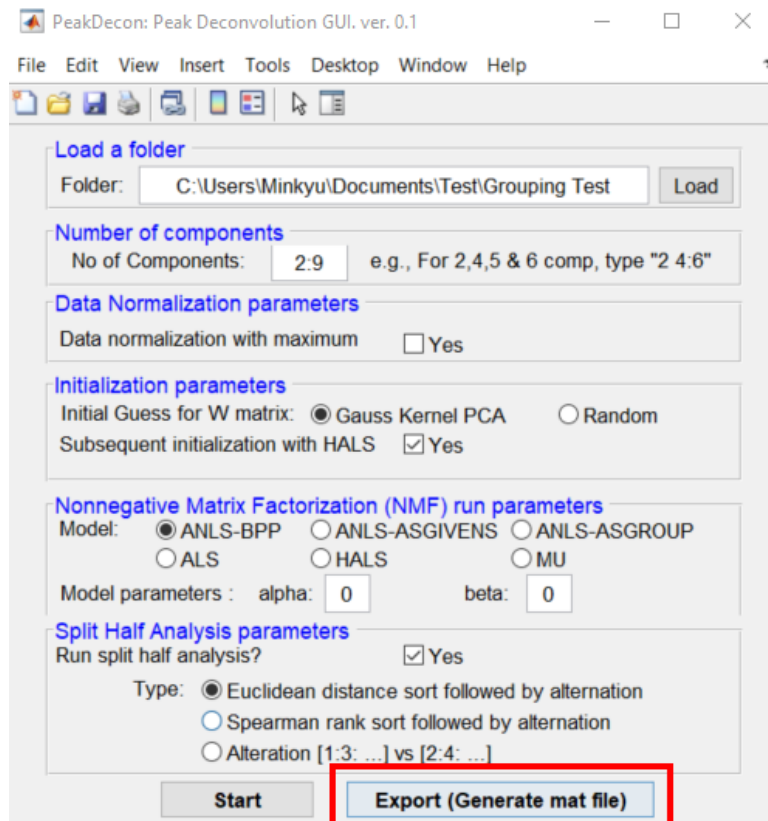 PeakDecon: Peak Deconvolution GUI. ver. 0.1
File Edit View Insert Tools Desktop Window Help
Load a folder
Folder: C:\Users\Minkyu\Documents\Test\Grouping Test Load
Number of components
No of Components: 2:9 e.g., For 2,4,5 & 6 comp, type "2 4:6"
Data Normalization parameters
Data normalization with maximum Yes
Initialization parameters
Initial Guess for W matrix: Gauss Kernel PCA Random
Subsequent initialization with HALS Yes
Nonnegative Matrix Factorization (NMF) run parameters
Model: ANLS-BPP ANLS-ASGIVENS ANLS-ASGROUP
ALS HALS MU
Model parameters : alpha: 0 beta: 0
Split Half Analysis parameters
Run split half analysis? Yes
Type: Euclidean distance sort followed by alternation
Spearman rank sort followed by alternation
Alteration [1:3: ...] vs [2:4: ...]
Start Export (Generate mat file)